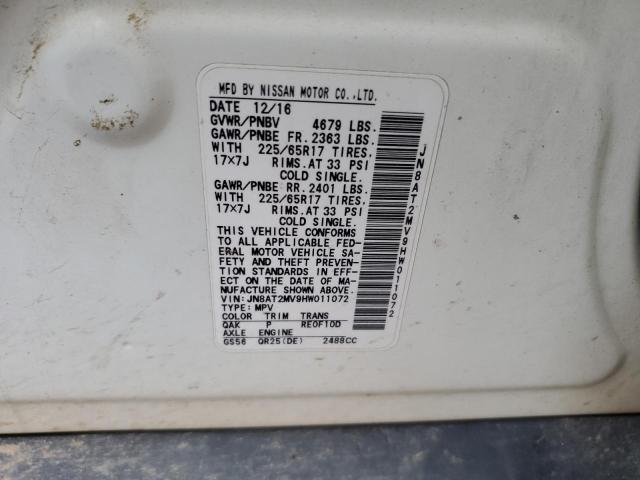 MFD BY NISSAN MOTOR CO.,LTD.
DATE 12/16
GVWR/PNBV 4679 LBS.
GAWR/PNBE FR. 2363 LBS.
WITH 225/65R17 TIRES,
17×7J RIMS.AT 33 PSI
COLD SINGLE.
GAWR/PNBE RR. 2401 LBS.
WITH 225/65R17 TIRES,
17×7J RIMS.AT 33 PSI
COLD SINGLE.
THIS VEHICLE CONFORMS
TO ALL APPLICABLE FED-
ERAL MOTOR VEHICLE SA-
FETY AND THEFT PREVEN-
TION STANDARDS IN EFF-
ECT ON THE DATE OF MA-
NUFACTURE SHOWN ABOVE.
VIN: JN8AT2MV9HW011072
TYPE: MPV
COLOR TRIM TRANS
QAK P RE0F10D
AXLE ENGINE
GS56 QR25(DE) 2488CC
JN8AT2MV9HW011072